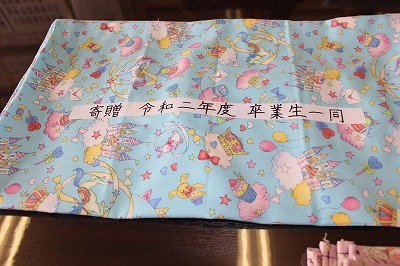 寄贈 令和二年度 卒業生一同